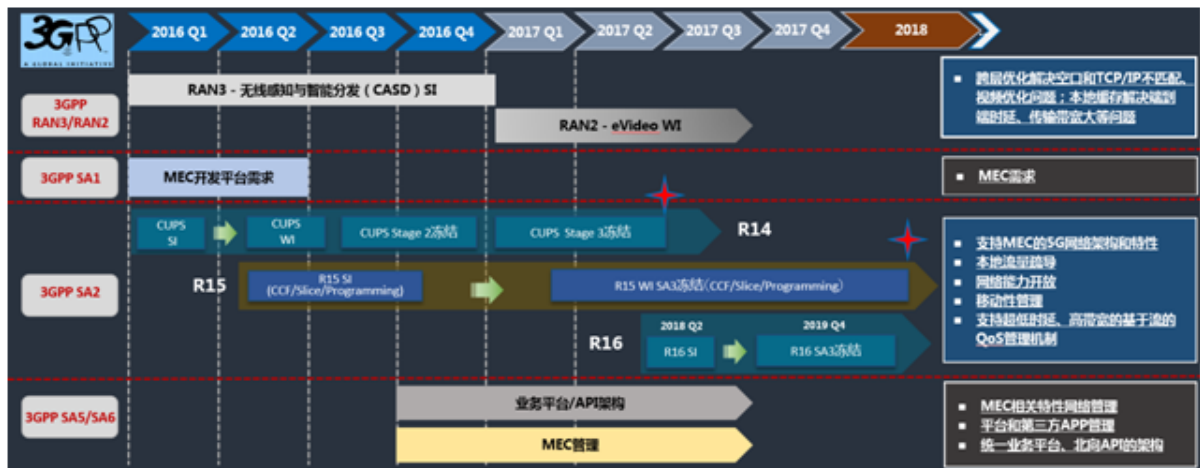 3GPP
A GLOBAL INITIATIVE
2016 Q1
2016 Q2
2016 Q3
2016 Q4
2017 Q1
2017 Q2
2017 Q3
2017 Q4
2018
3GPP
RAN3/RAN2
RAN3 - 无线感知与智能分发（CASD）SI
RAN2 - eVideo WI
跨层优化解决空口和TCP/IP不匹配、
视频优化问题；本地缓存解决端到
端时延、传输带宽大等问题
3GPP SA1
MEC开发平台需求
MEC需求
3GPP SA2
CUPS
SI
CUPS
WI
CUPS Stage 2冻结
CUPS Stage 3冻结
R14
R15
R15 SI
(CCF/Slice/Programming)
R15 WI SA3冻结（CCF/Slice/Programming）
R16
2018 Q2
R16 SI
2019 Q4
R16 SA3冻结
支持MEC的5G网络架构和特性
本地流量疏导
网络能力开放
移动性管理
支持超低时延、高带宽的基于流的
QoS管理机制
3GPP SA5/SA6
业务平台/API架构
MEC管理
MEC相关特性网络管理
平台和第三方APP管理
统一业务平台、北向API的架构